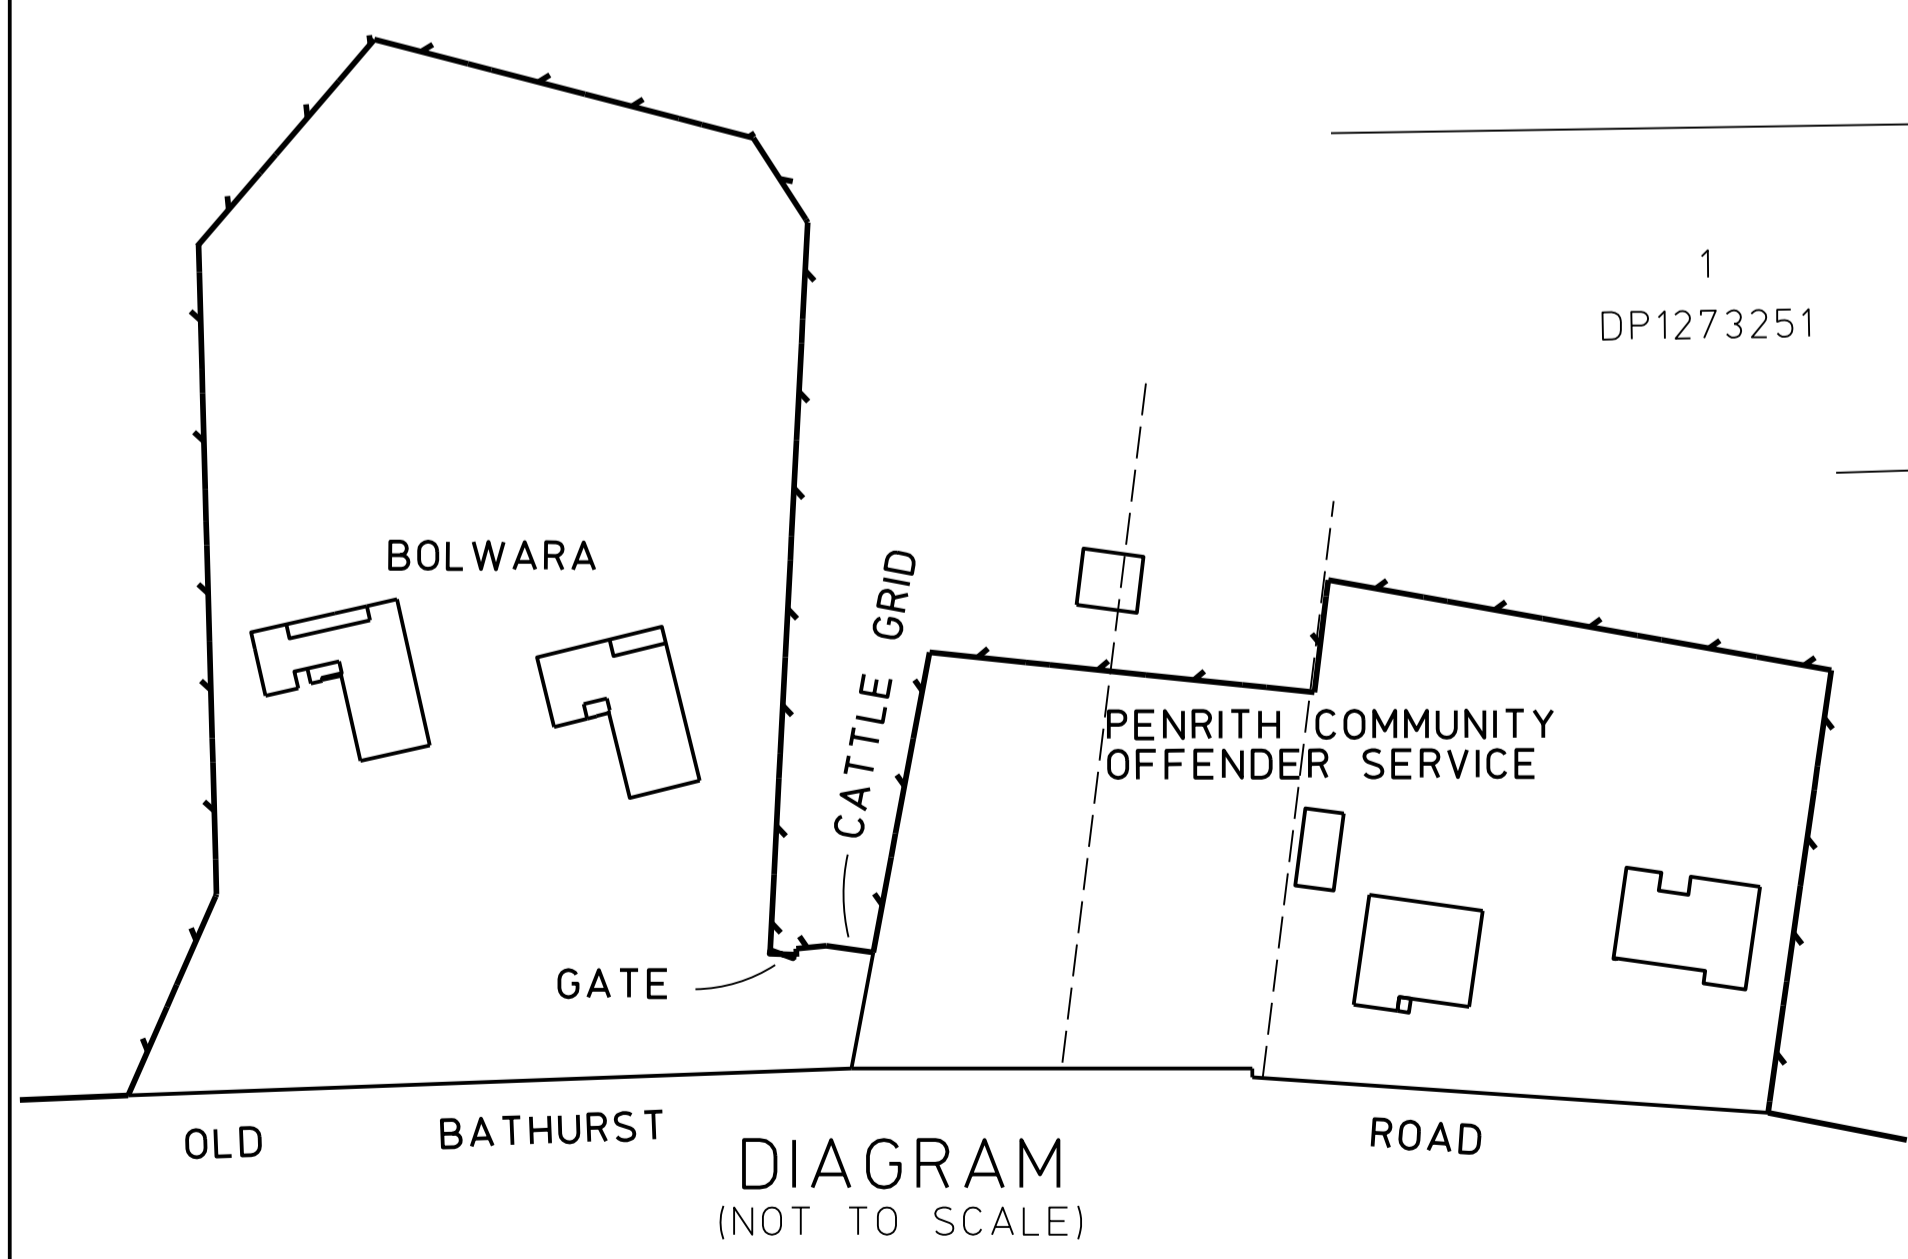 1
DP1273251
BOLWARA
CATTLE GRID
PENRITH COMMUNITY
OFFENDER SERVICE
GATE
OLD BATHURST ROAD
DIAGRAM
(NOT TO SCALE)